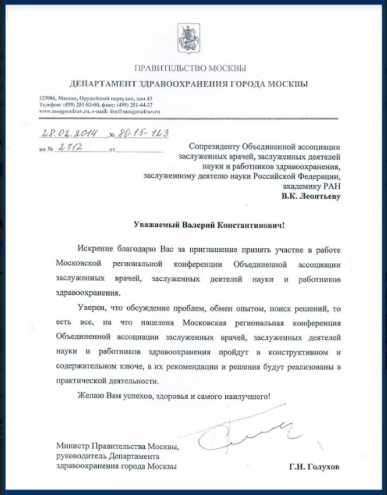 ПРАВИТЕЛЬСТВО МОСКВЫ
ДЕПАРТАМЕНТ ЗДРАВООХРАНЕНИЯ ГОРОДА МОСКВЫ
127006, Москва, Оружейный переулок, дом 43
Телефон: (499) 251-83-00, факс: (499) 251-44-27
www.mosgorzdrav.ru, e-mail: dos@mosgorzdrav.ru
28.02.2014 № 80-15-123
на № 2112 от
Сопрезиденту Объединенной ассоциации
заслуженных врачей, заслуженных деятелей
науки и работников здравоохранения,
заслуженному деятелю науки Российской Федерации,
академику РАН
В.К. Леонтьеву
Уважаемый Валерий Константинович!
Искренне благодарю Вас за приглашение принять участие в работе
Московской региональной конференции Объединенной ассоциации
заслуженных врачей, заслуженных деятелей науки и работников
здравоохранения.
Уверен, что обсуждение проблем, обмен опытом, поиск решений, то
есть все, на что нацелена Московская региональная конференция
Объединенной ассоциации заслуженных врачей, заслуженных деятелей
науки и работников здравоохранения пройдут в конструктивном и
содержательном ключе, а их рекомендации и решения будут реализованы в
практической деятельности.
Желаю Вам успехов, здоровья и самого наилучшего!
Министр Правительства Москвы,
руководитель Департамента
здравоохранения города Москвы Г.Н. Голухов